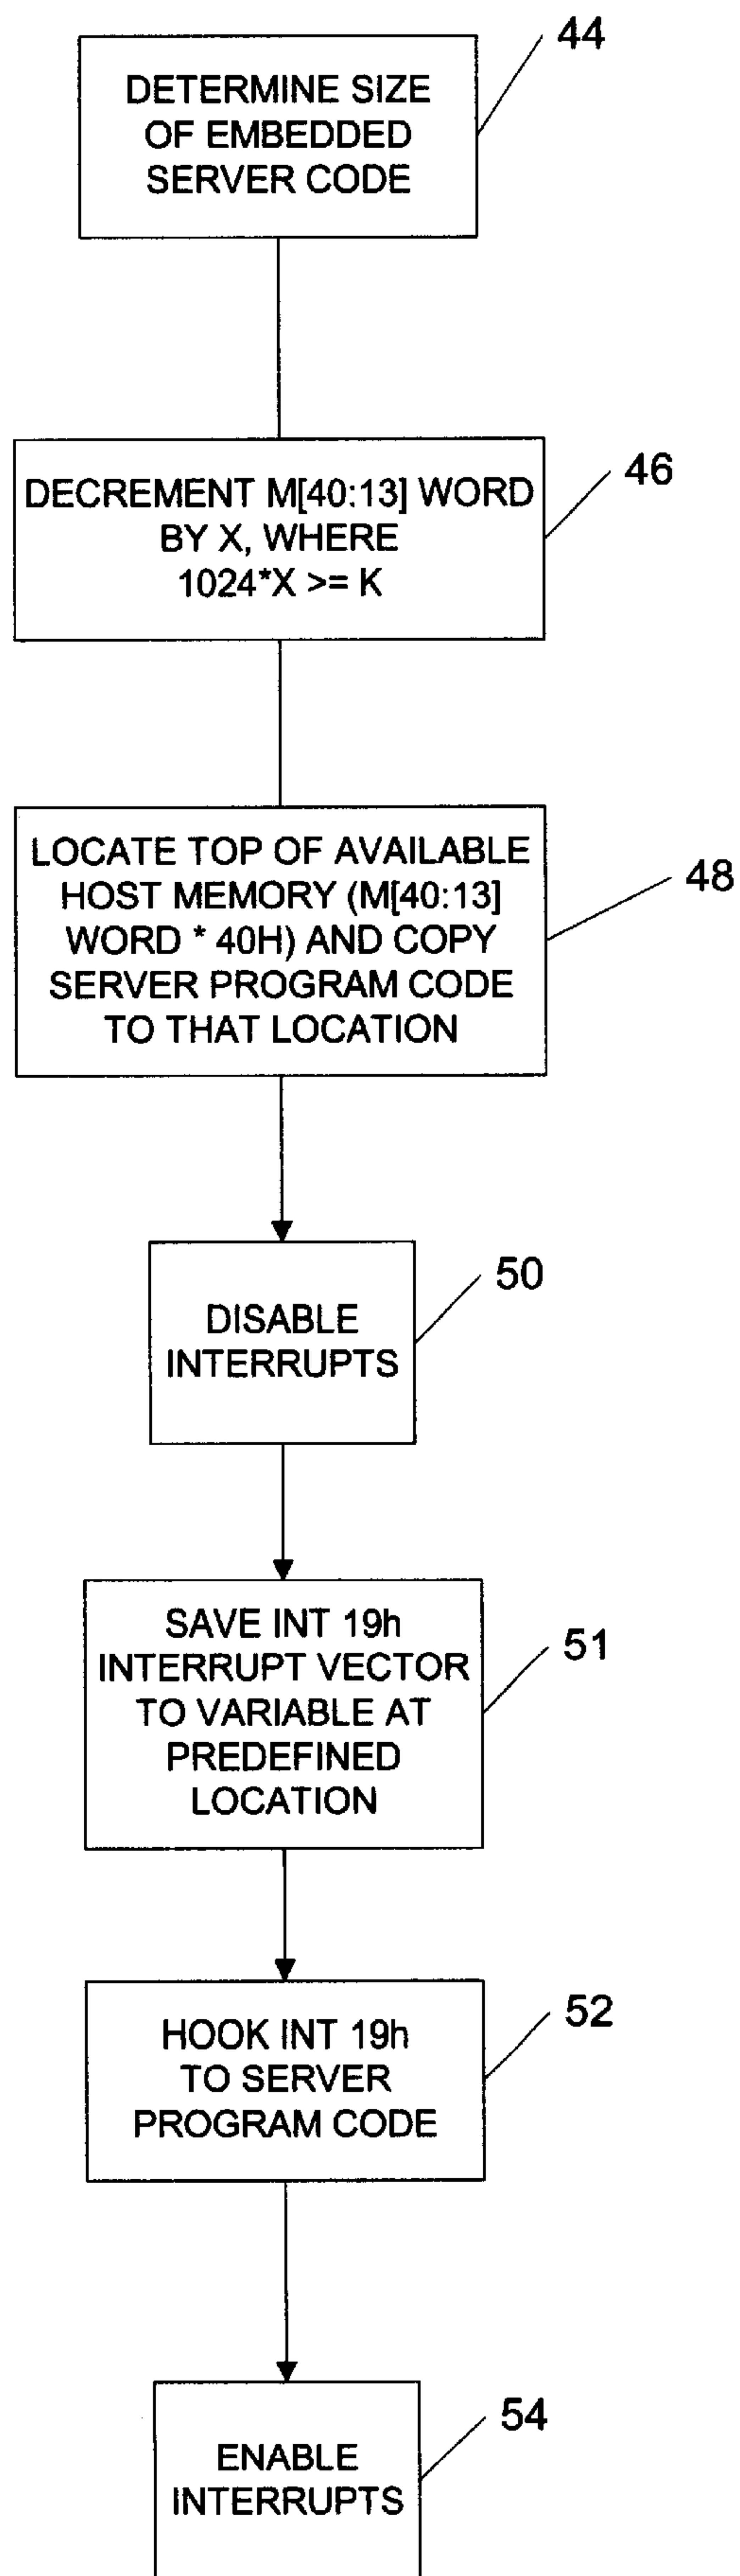 44
DETERMINE SIZE
OF EMBEDDED
SERVER CODE
46
DECREMENT M[40:13] WORD
BY X, WHERE
1024*X >= K
48
LOCATE TOP OF AVAILABLE
HOST MEMORY (M[40:13]
WORD * 40H) AND COPY
SERVER PROGRAM CODE
TO THAT LOCATION
50
DISABLE
INTERRUPTS
51
SAVE INT 19h
INTERRUPT VECTOR
TO VARIABLE AT
PREDEFINED
LOCATION
52
HOOK INT 19h
TO SERVER
PROGRAM CODE
54
ENABLE
INTERRUPTS